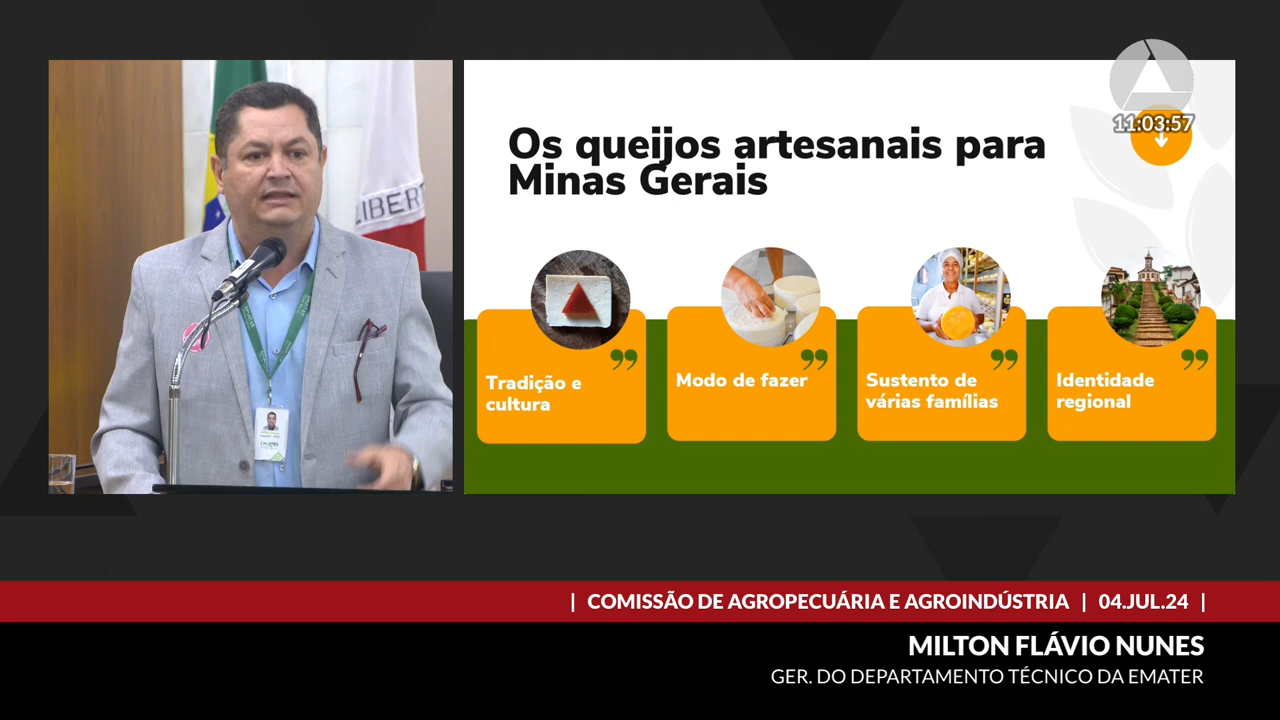 11:03:57
Os queijos artesanais para
Minas Gerais
LIBERT
Tradição e
cultura
Modo de fazer
Sustento de
várias famílias
Identidade
regional
| COMISSÃO DE AGROPECUÁRIA E AGROINDÚSTRIA | 04.JUL.24 |
MILTON FLÁVIO NUNES
GER. DO DEPARTAMENTO TÉCNICO DA EMATER